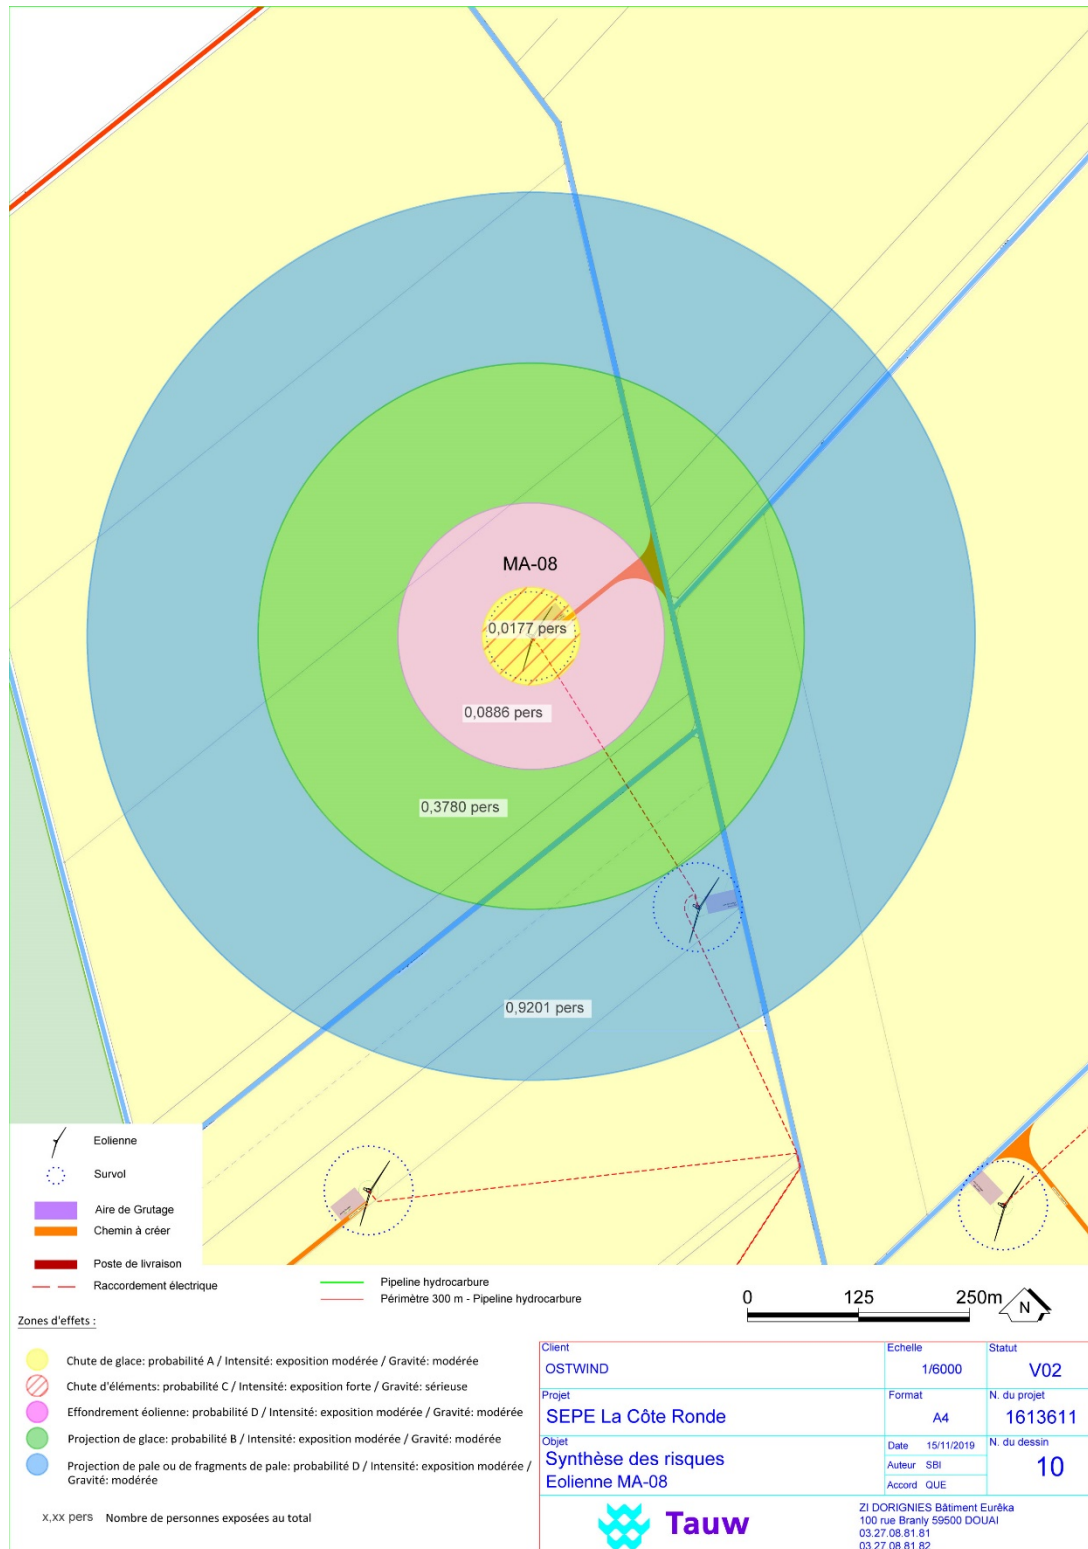 MA-08
0,0177 pers
0,0886 pers
0,3780 pers
0,9201 pers
Eolienne
Survol
Aire de Grutage
Chemin à créer
Poste de livraison
Raccordement électrique
Pipeline hydrocarbure
Périmètre 300 m - Pipeline hydrocarbure
0 125 250m
N
Zones d'effets :
Chute de glace: probabilité A / Intensité: exposition modérée / Gravité: modérée
Chute d'éléments: probabilité C / Intensité: exposition forte / Gravité: sérieuse
Effondrement éolienne: probabilité D / Intensité: exposition modérée / Gravité: modérée
Projection de glace: probabilité B / Intensité: exposition modérée / Gravité: modérée
Projection de pale ou de fragments de pale: probabilité D / Intensité: exposition modérée /
Gravité: modérée
x,xx pers Nombre de personnes exposées au total
Client
OSTWIND
Echelle
1/6000
Statut
V02
Projet
SEPE La Côte Ronde
Format
A4
N. du projet
1613611
Objet
Synthèse des risques
Eolienne MA-08
Date 15/11/2019
Auteur SBI
Accord QUE
N. du dessin
10
Tauw
ZI DORIGNIES Bâtiment Eurêka
100 rue Branly 59500 DOUAI
03.27.08.81.81
03.27.08.81.82